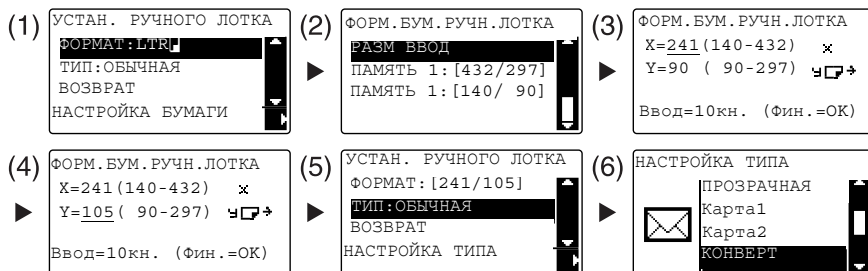 (1)
УСТАН. РУЧНОГО ЛОТКА
ФОРМАТ:LTR
ТИП:ОБЫЧНАЯ
ВОЗВРАТ
НАСТРОЙКА БУМАГИ
(2)
ФОРМ.БУМ.РУЧН.ЛОТКА
РАЗМ ВВОД
ПАМЯТЬ 1:[432/297]
ПАМЯТЬ 1:[140/ 90]
(3)
ФОРМ.БУМ.РУЧН.ЛОТКА
X=241(140-432) x
Y=90 ( 90-297) y
Ввод=10кн. (Фин.=OK)
(4)
ФОРМ.БУМ.РУЧН.ЛОТКА
X=241(140-432) x
Y=105( 90-297) y
Ввод=10кн. (Фин.=OK)
(5)
УСТАН. РУЧНОГО ЛОТКА
ФОРМАТ:[241/105]
ТИП:ОБЫЧНАЯ
ВОЗВРАТ
НАСТРОЙКА ТИПА
(6)
НАСТРОЙКА ТИПА
ПРОЗРАЧНАЯ
Карта1
Карта2
КОНВЕРТ